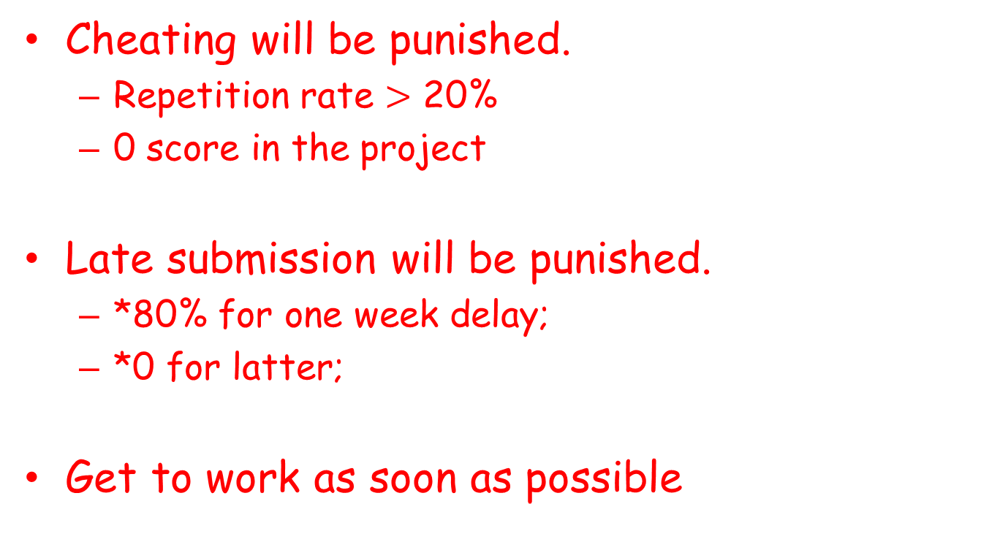 • Cheating will be punished.
– Repetition rate > 20%
– 0 score in the project
• Late submission will be punished.
– *80% for one week delay;
– *0 for latter;
• Get to work as soon as possible